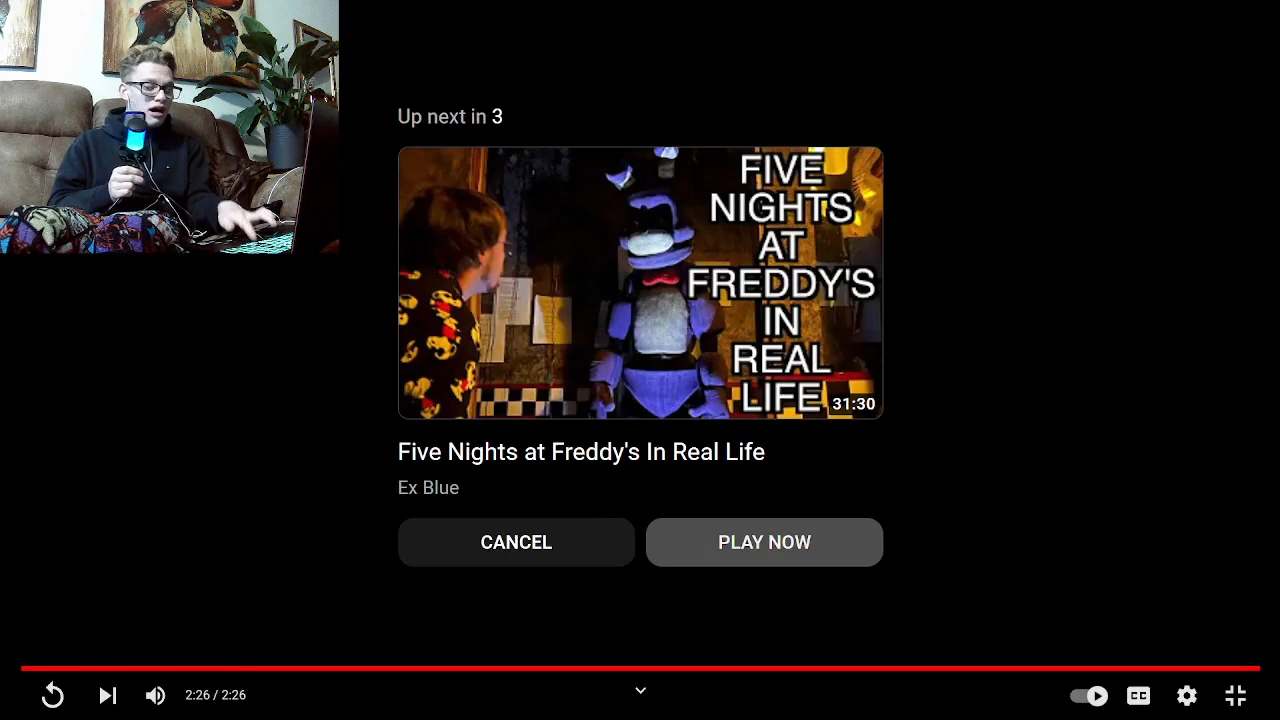 Up next in 3
FIVE
NIGHTS
AT
FREDDY'S
IN
REAL
LIFE
31:30
Five Nights at Freddy's In Real Life
Ex Blue
CANCEL
PLAY NOW
2:26 / 2:26
CC